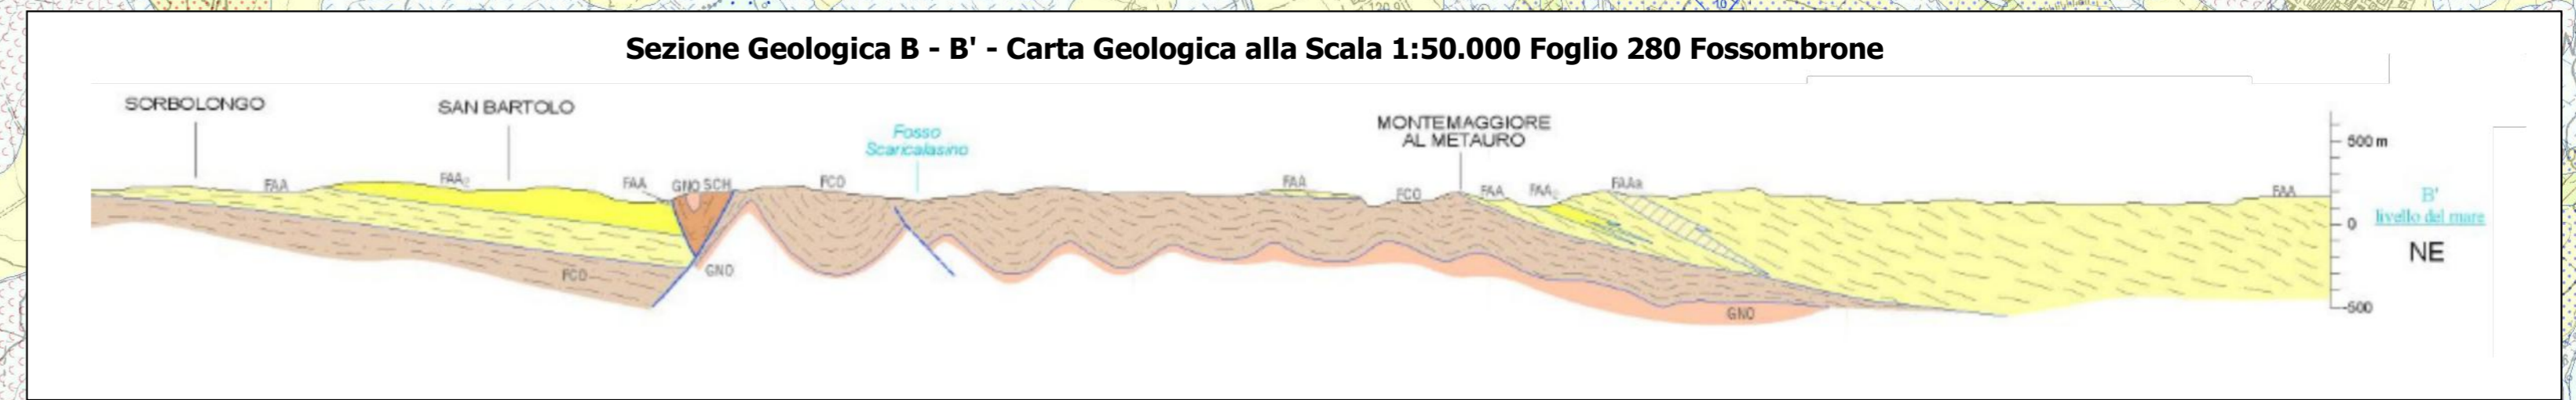 Sezione Geologica B - B' - Carta Geologica alla Scala 1:50.000 Foglio 280 Fossombrone
SORBOLONGO
SAN BARTOLO
Fosso
Scaricalasino
MONTEMAGGIORE
AL METAURO
500 m
0
-500
B'
livello del mare
NE
FAA
FAA
GNO
SCH
FCO
FAA
FCO
FAA
FAA
FCO
GNO
GNO